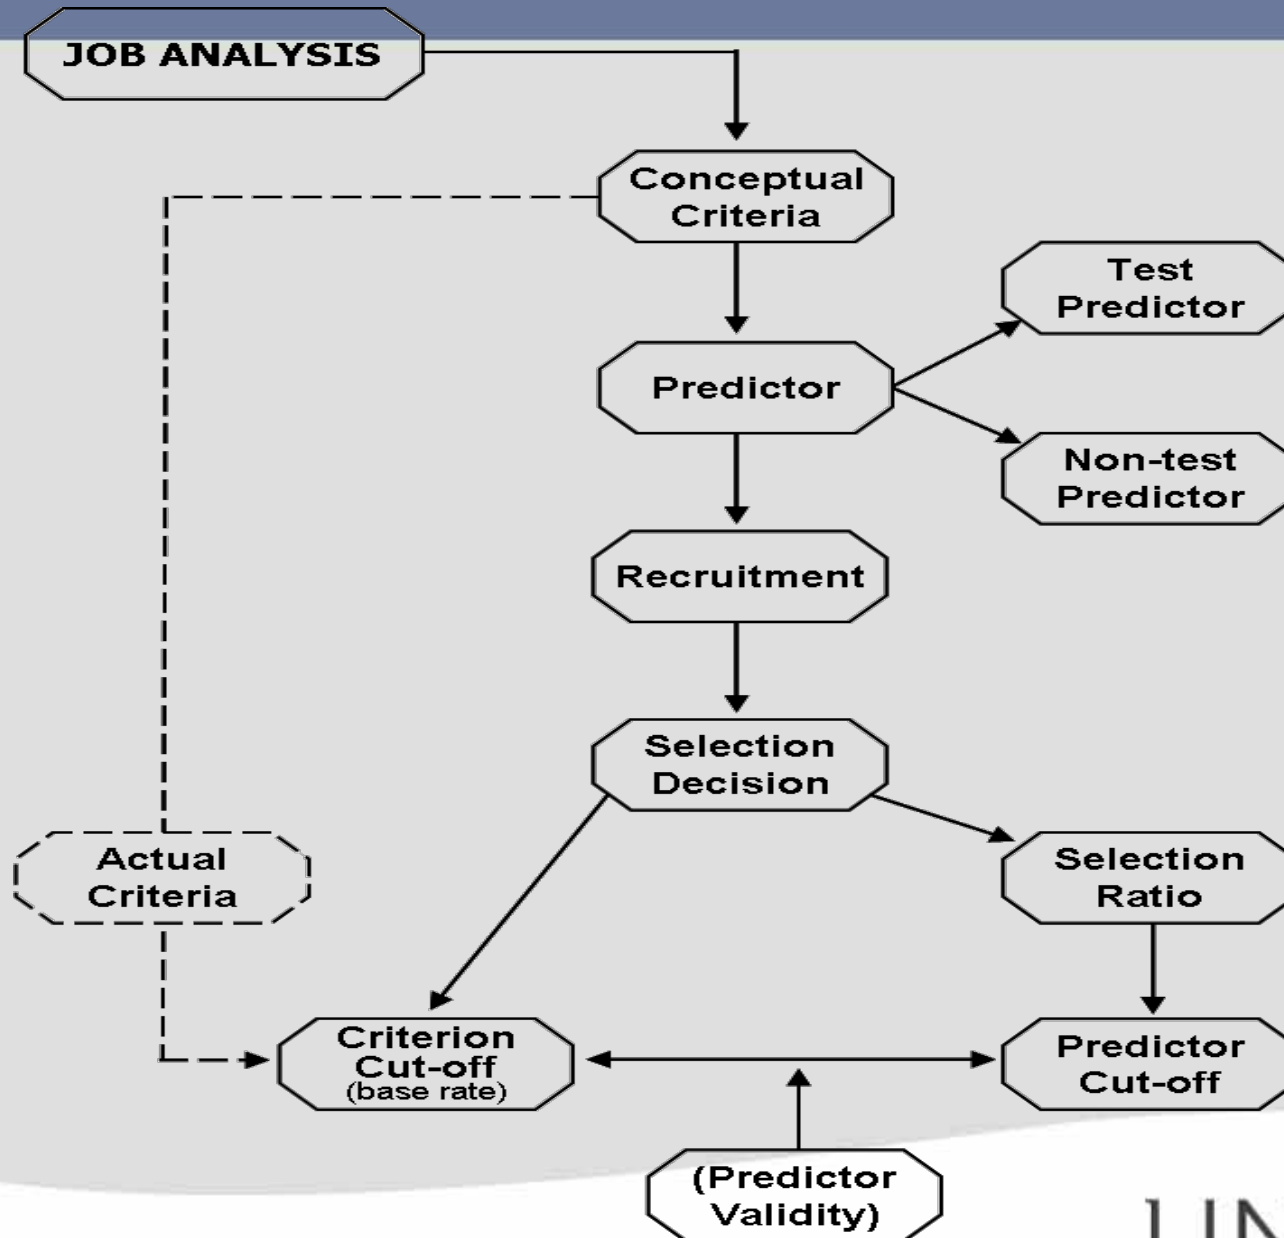 JOB ANALYSIS
Conceptual
Criteria
Test
Predictor
Predictor
Non-test
Predictor
Recruitment
Selection
Decision
Actual
Criteria
Selection
Ratio
Criterion
Cut-off
(base rate)
Predictor
Cut-off
(Predictor
Validity)